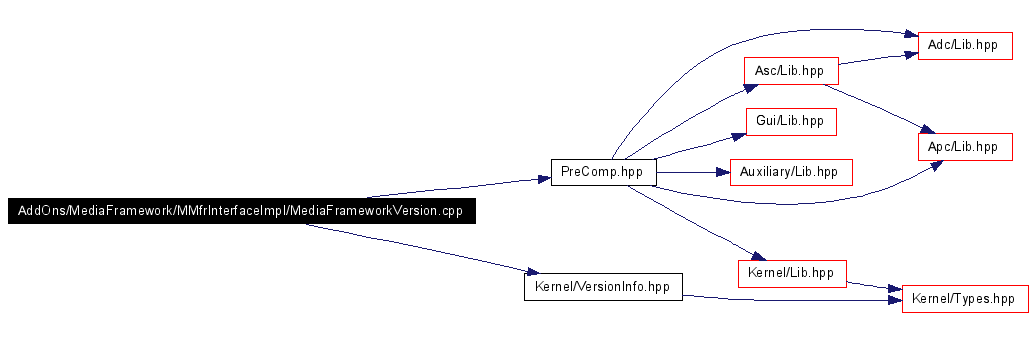 Adc/Lib.hpp
Asc/Lib.hpp
Gui/Lib.hpp
Apc/Lib.hpp
PreComp.hpp
Auxiliary/Lib.hpp
AddOns/MediaFramework/MMfrInterfaceImpl/MediaFrameworkVersion.cpp
Kernel/Lib.hpp
Kernel/VersionInfo.hpp
Kernel/Types.hpp